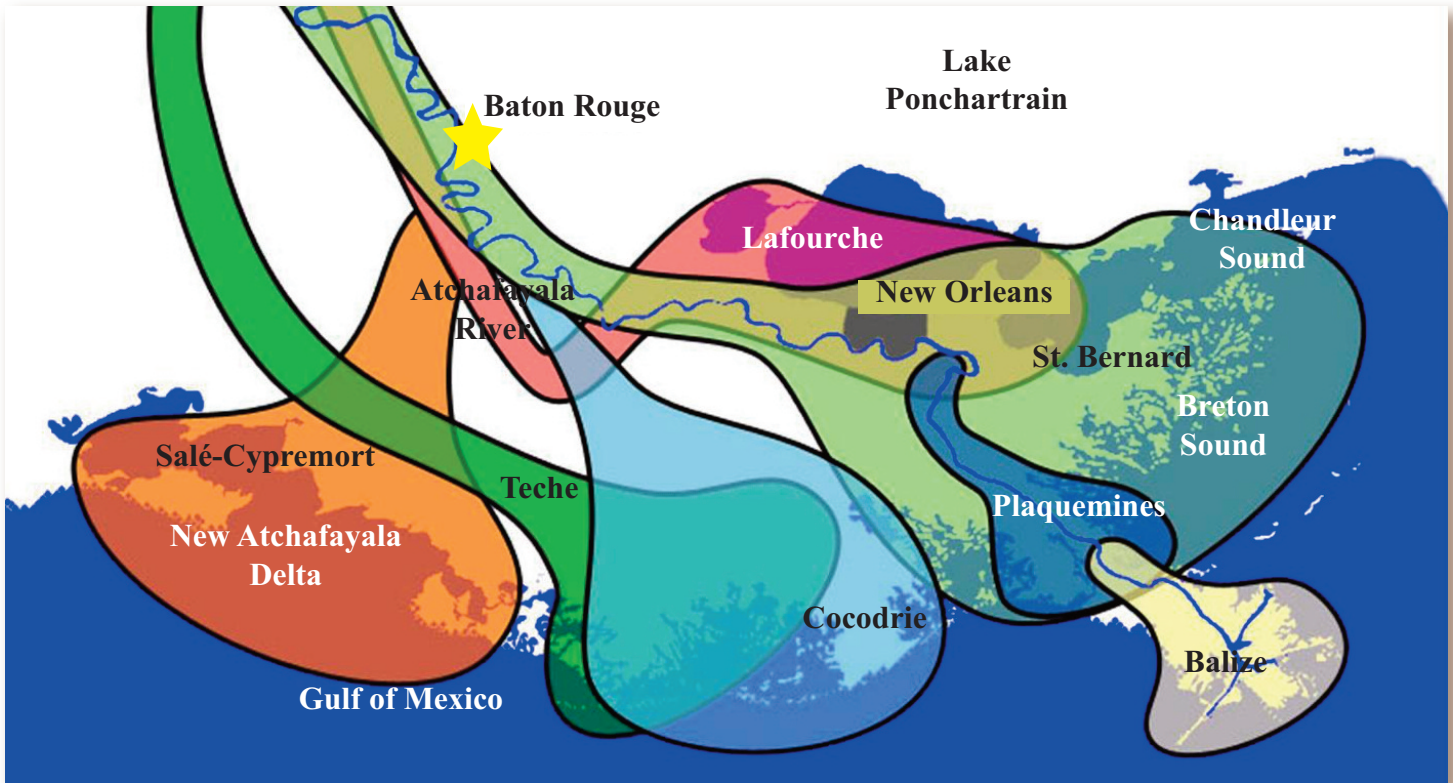 Lake
Ponchartrain
Baton Rouge
Chandleur
Sound
Lafourche
Atchafayala
River
New Orleans
St. Bernard
Breton
Sound
Salé-Cypremort
Teche
Plaquemines
New Atchafayala
Delta
Cocodrie
Balize
Gulf of Mexico